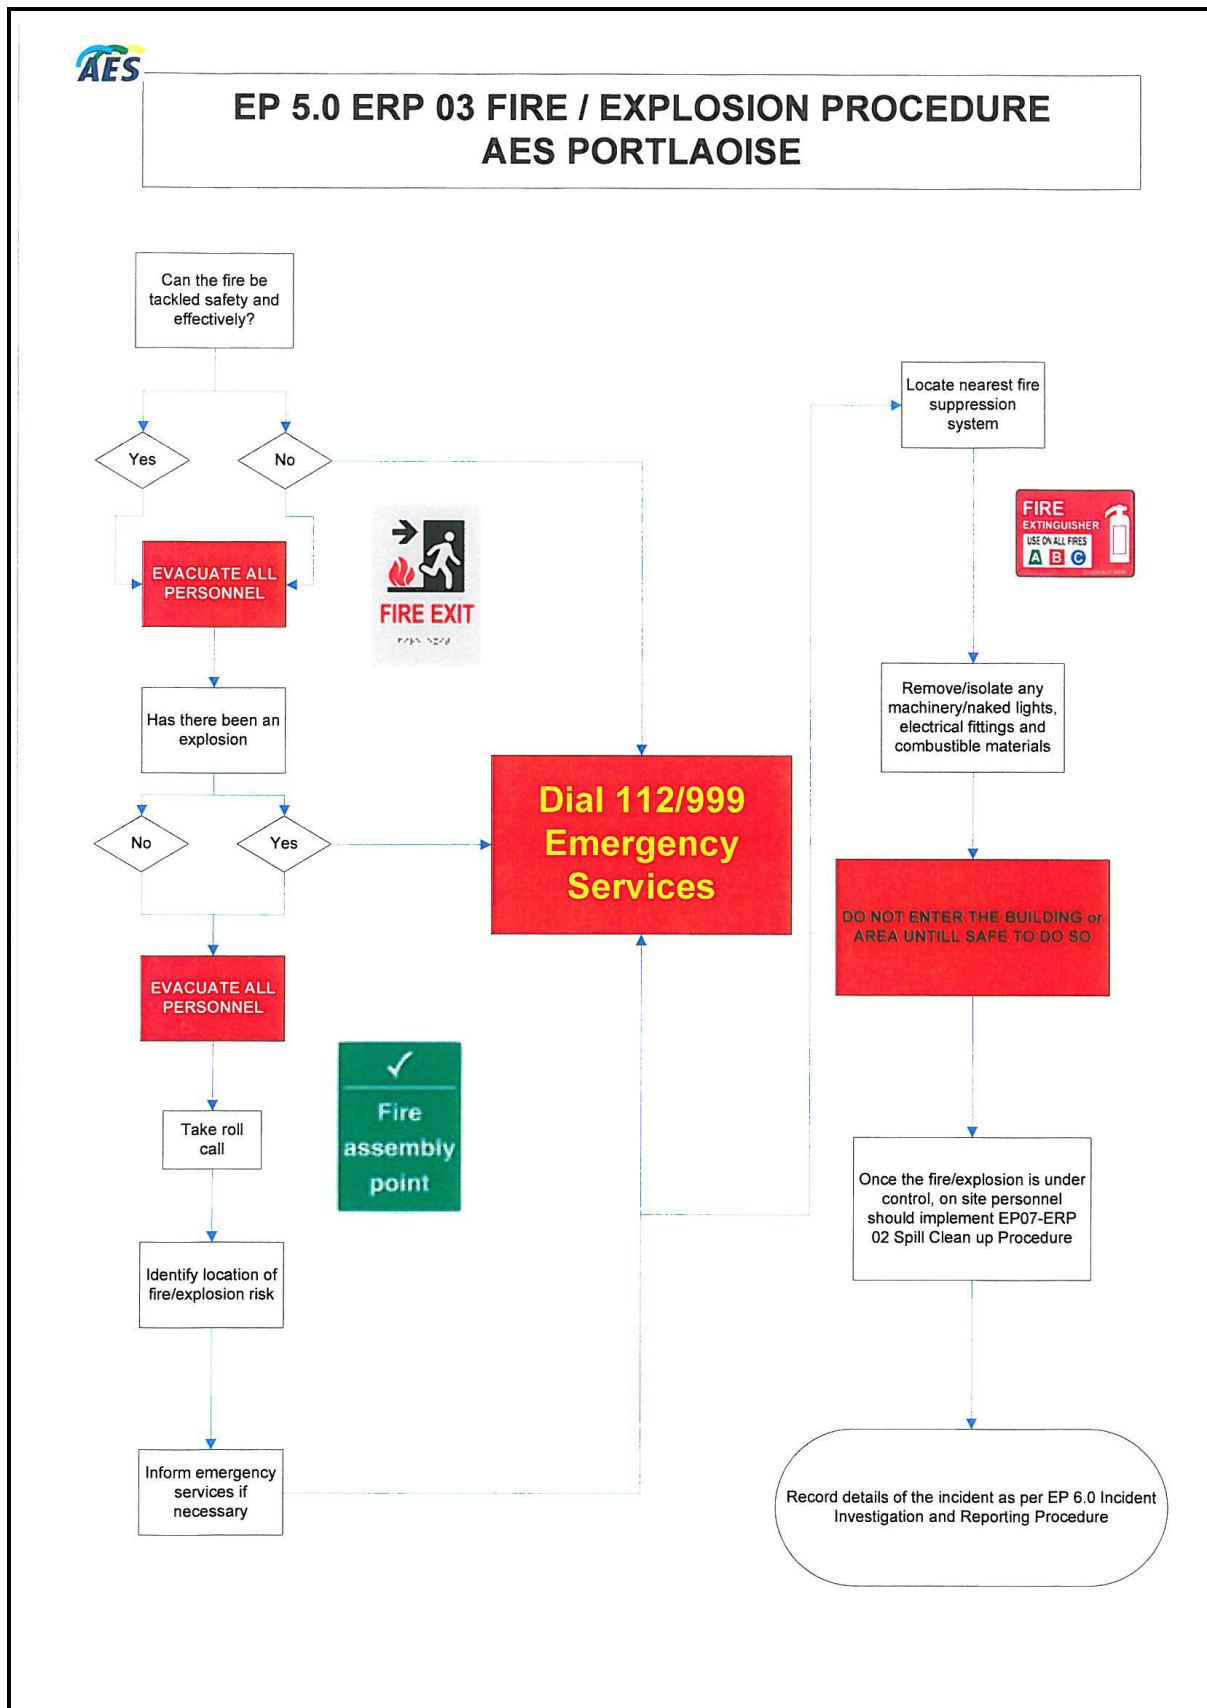 AES
EP 5.0 ERP 03 FIRE / EXPLOSION PROCEDURE
AES PORTLAOISE
Can the fire be
tackled safety and
effectively?
Yes
No
EVACUATE ALL
PERSONNEL
FIRE EXIT
Has there been an
explosion
No
Yes
Dial 112/999
Emergency
Services
EVACUATE ALL
PERSONNEL
Take roll
call
Fire
assembly
point
Identify location of
fire/explosion risk
Inform emergency
services if
necessary
Locate nearest fire
suppression
system
FIRE
EXTINGUISHER
USE ON ALL FIRES
A B C
Remove/isolate any
machinery/naked lights,
electrical fittings and
combustible materials
DO NOT ENTER THE BUILDING or
AREA UNTILL SAFE TO DO SO
Once the fire/explosion is under
control, on site personnel
should implement EP07-ERP
02 Spill Clean up Procedure
Record details of the incident as per EP 6.0 Incident
Investigation and Reporting Procedure